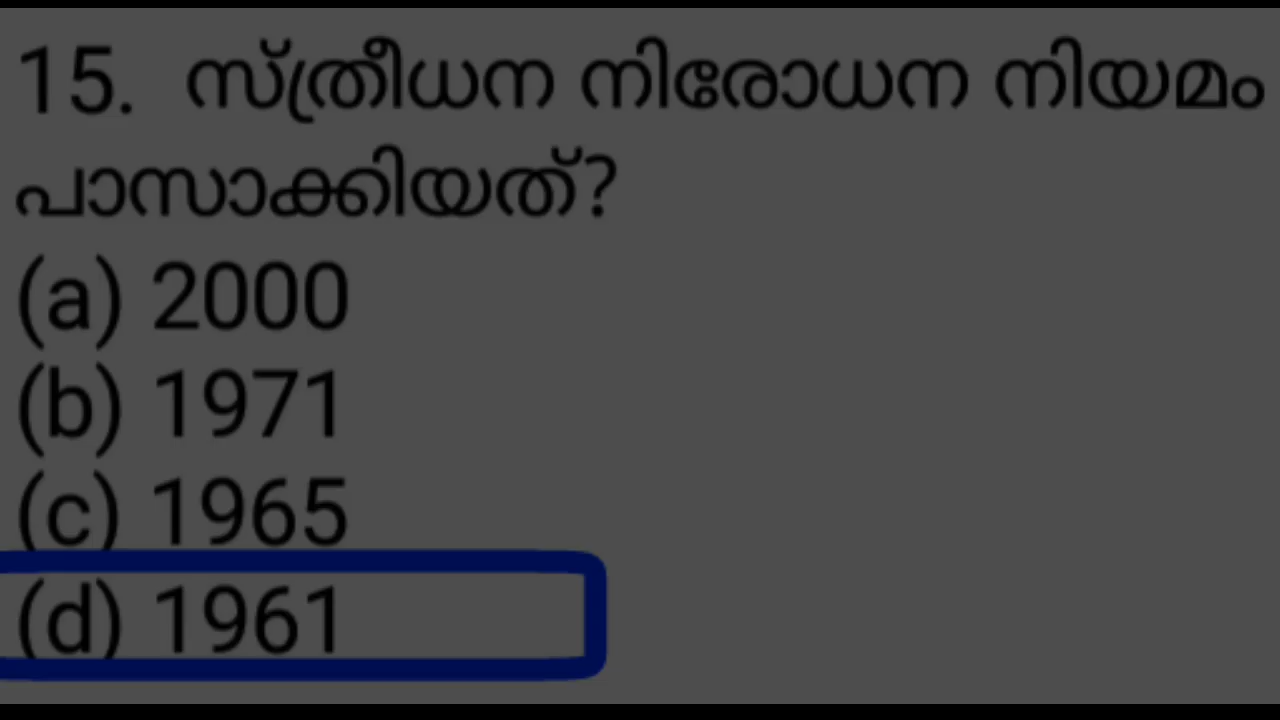 15. സ്ത്രീധന നിരോധന നിയമം
പാസാക്കിയത്?
(a) 2000
(b) 1971
(c) 1965
(d) 1961